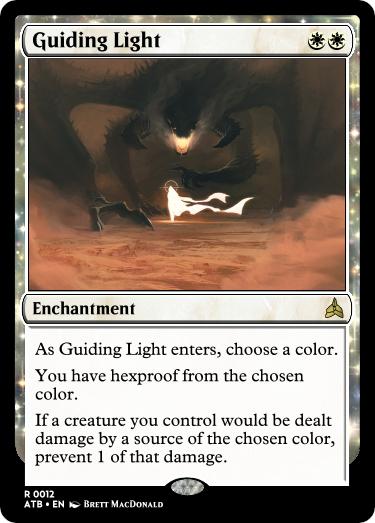 Guiding Light
Enchantment
As Guiding Light enters, choose a color.
You have hexproof from the chosen
color.
If a creature you control would be dealt
damage by a source of the chosen color,
prevent 1 of that damage.
R 0012
ATB • EN Brett MacDonald